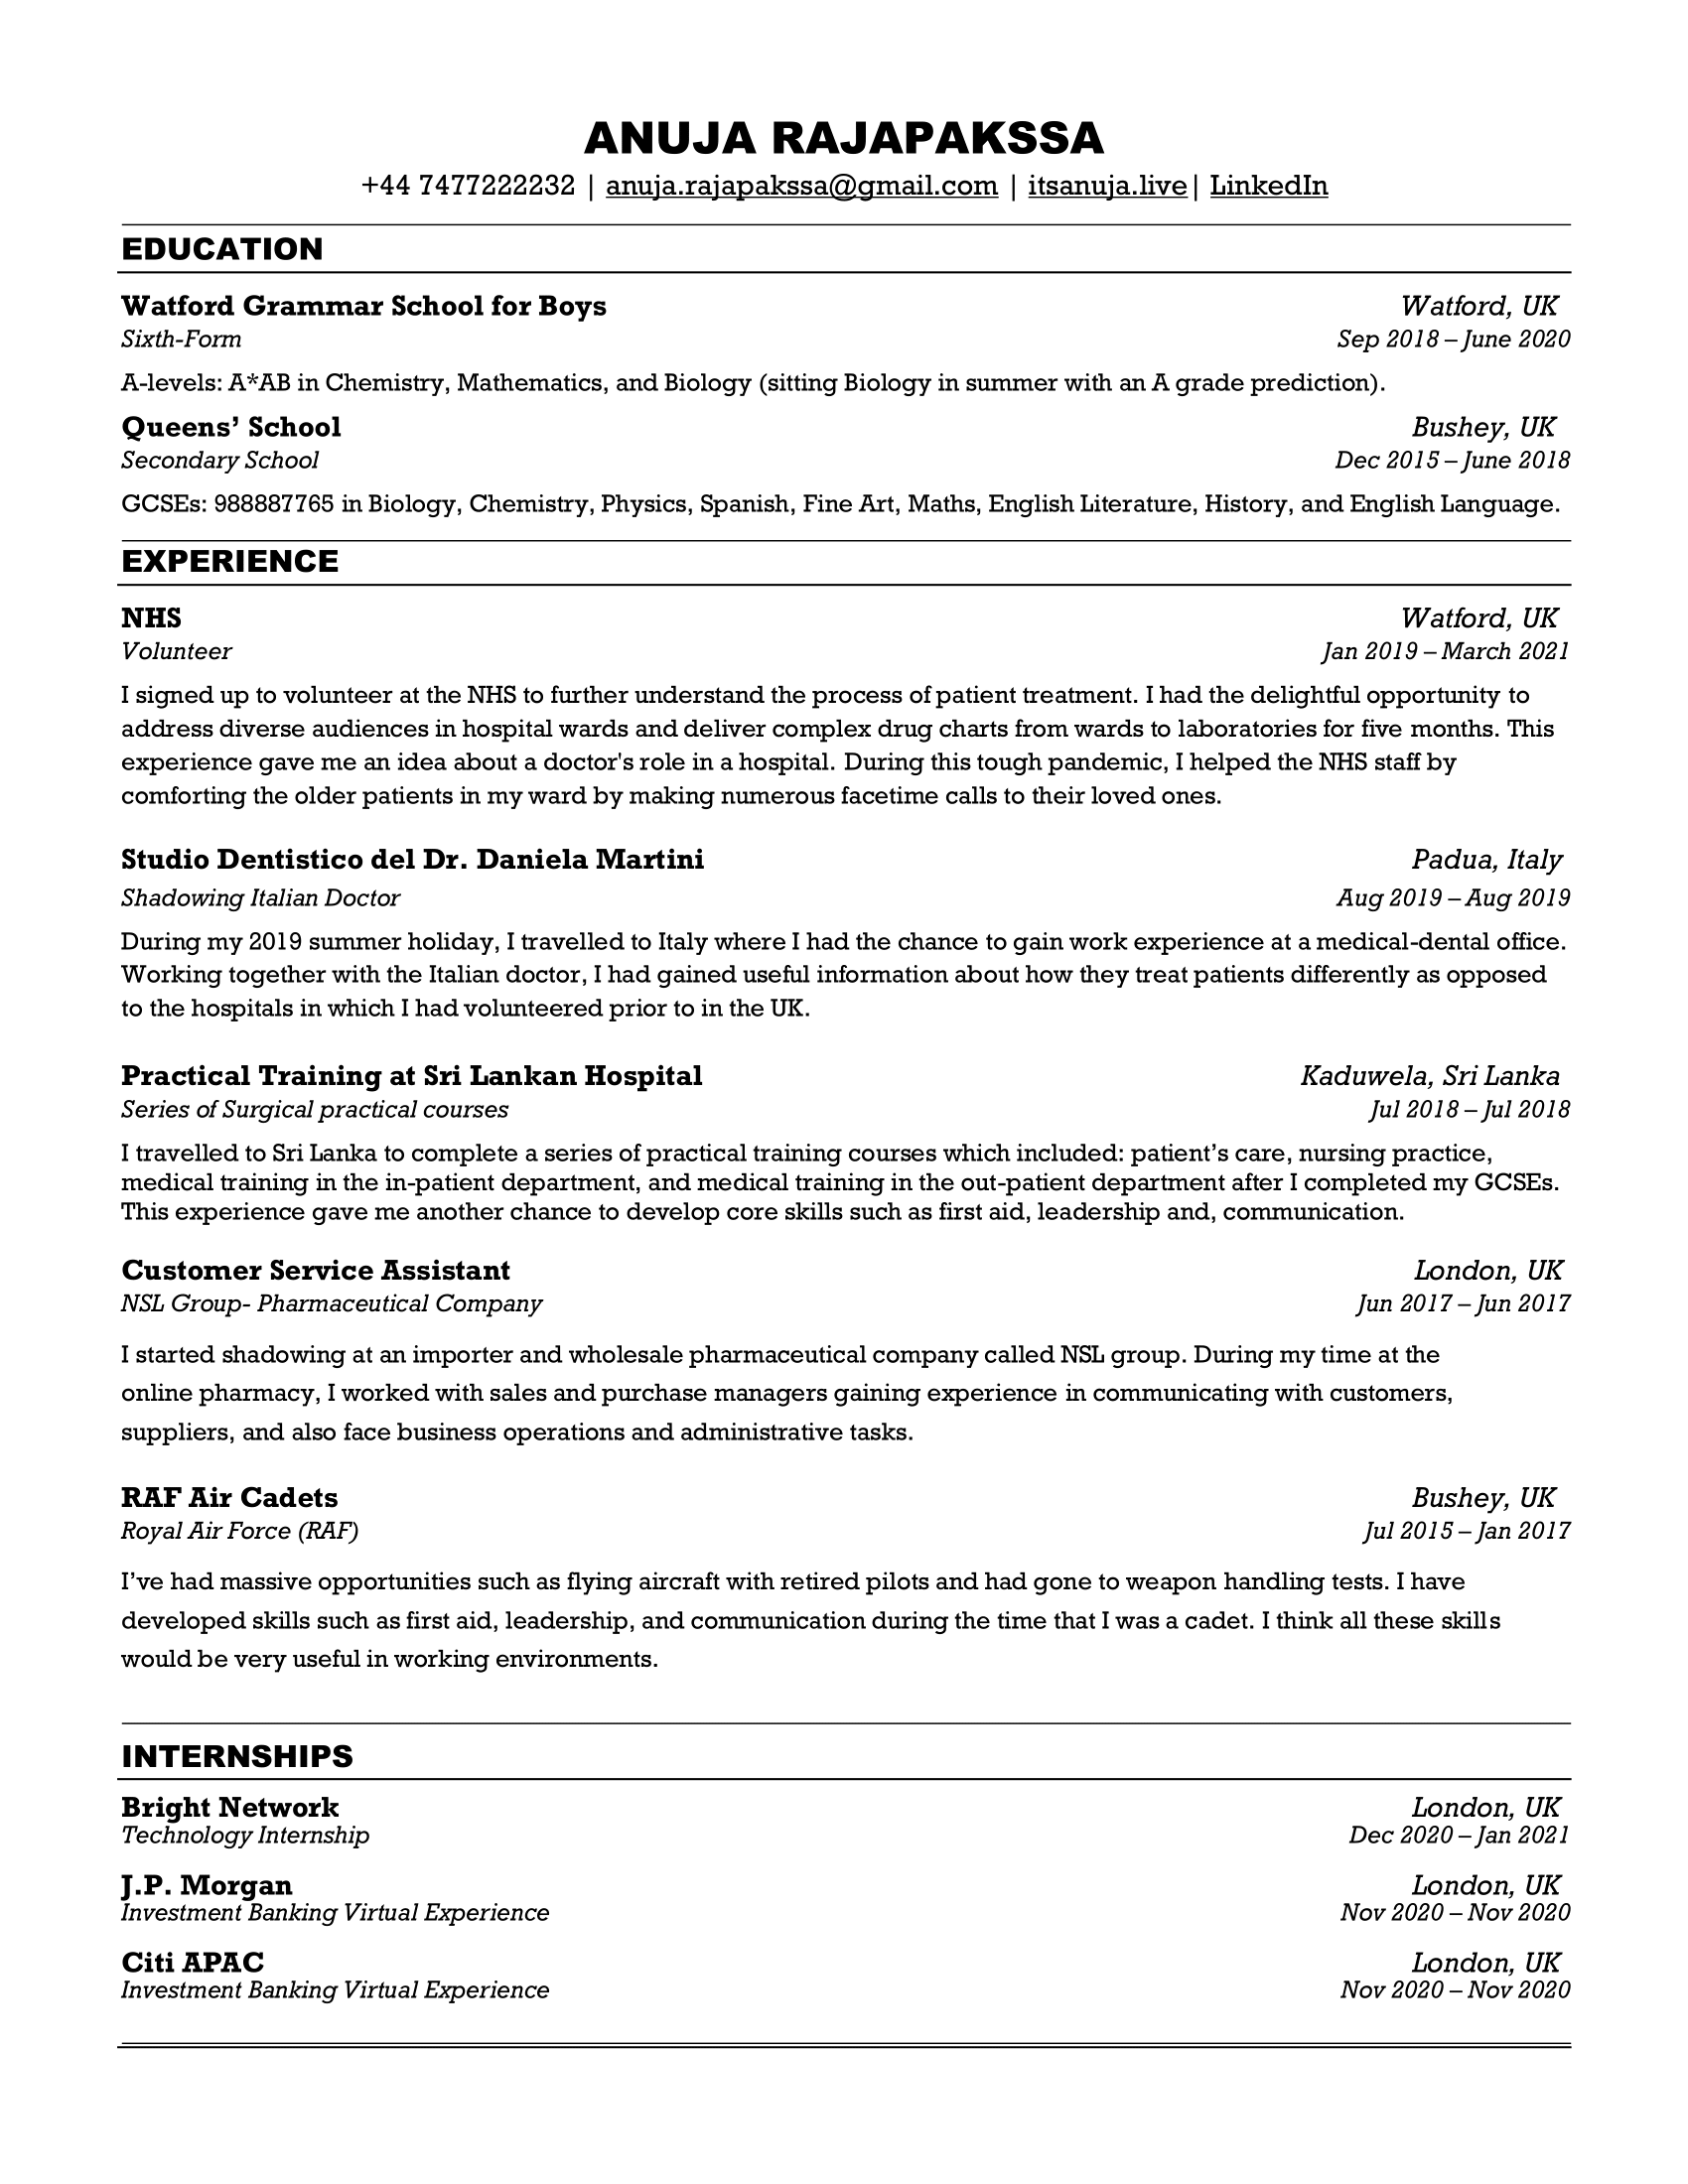 ANUJA RAJAPAKSSA
+44 7477222232 | anuja.rajapakssa@gmail.com | itsanuja.live| LinkedIn
EDUCATION
Watford Grammar School for Boys Watford, UK
Sixth-Form Sep 2018 – June 2020
A-levels: A*AB in Chemistry, Mathematics, and Biology (sitting Biology in summer with an A grade prediction).
Queens’ School Bushey, UK
Secondary School Dec 2015 – June 2018
GCSEs: 988887765 in Biology, Chemistry, Physics, Spanish, Fine Art, Maths, English Literature, History, and English Language.
EXPERIENCE
NHS Watford, UK
Volunteer Jan 2019 – March 2021
I signed up to volunteer at the NHS to further understand the process of patient treatment. I had the delightful opportunity to
address diverse audiences in hospital wards and deliver complex drug charts from wards to laboratories for five months. This
experience gave me an idea about a doctor's role in a hospital. During this tough pandemic, I helped the NHS staff by
comforting the older patients in my ward by making numerous facetime calls to their loved ones.
Studio Dentistico del Dr. Daniela Martini Padua, Italy
Shadowing Italian Doctor Aug 2019 – Aug 2019
During my 2019 summer holiday, I travelled to Italy where I had the chance to gain work experience at a medical-dental office.
Working together with the Italian doctor, I had gained useful information about how they treat patients differently as opposed
to the hospitals in which I had volunteered prior to in the UK.
Practical Training at Sri Lankan Hospital Kaduwela, Sri Lanka
Series of Surgical practical courses Jul 2018 – Jul 2018
I travelled to Sri Lanka to complete a series of practical training courses which included: patient’s care, nursing practice,
medical training in the in-patient department, and medical training in the out-patient department after I completed my GCSEs.
This experience gave me another chance to develop core skills such as first aid, leadership and, communication.
Customer Service Assistant London, UK
NSL Group- Pharmaceutical Company Jun 2017 – Jun 2017
I started shadowing at an importer and wholesale pharmaceutical company called NSL group. During my time at the
online pharmacy, I worked with sales and purchase managers gaining experience in communicating with customers,
suppliers, and also face business operations and administrative tasks.
RAF Air Cadets Bushey, UK
Royal Air Force (RAF) Jul 2015 – Jan 2017
I’ve had massive opportunities such as flying aircraft with retired pilots and had gone to weapon handling tests. I have
developed skills such as first aid, leadership, and communication during the time that I was a cadet. I think all these skills
would be very useful in working environments.
INTERNSHIPS
Bright Network London, UK
Technology Internship Dec 2020 – Jan 2021
J.P. Morgan London, UK
Investment Banking Virtual Experience Nov 2020 – Nov 2020
Citi APAC London, UK
Investment Banking Virtual Experience Nov 2020 – Nov 2020